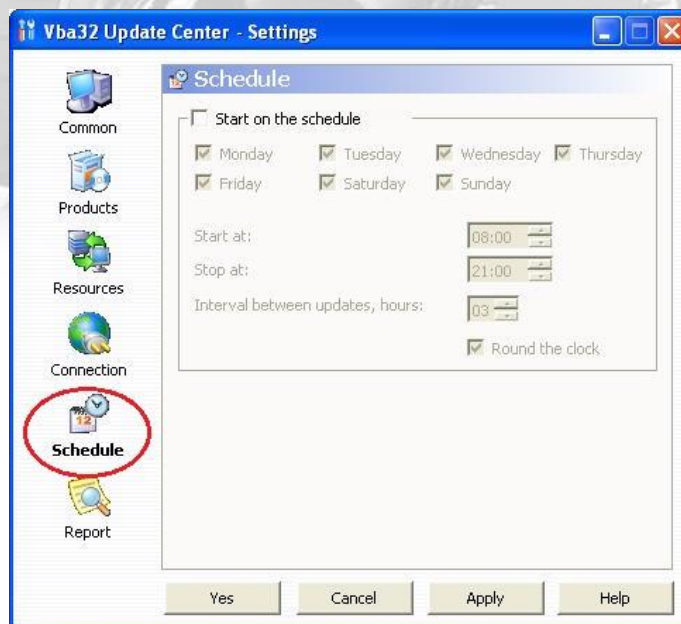 Vba32 Update Center - Settings
Common
Products
Resources
Connection
Schedule
Report
Schedule
Start on the schedule
Monday Tuesday Wednesday Thursday
Friday Saturday Sunday
Start at: 08:00
Stop at: 21:00
Interval between updates, hours: 03
Round the clock
Yes Cancel Apply Help